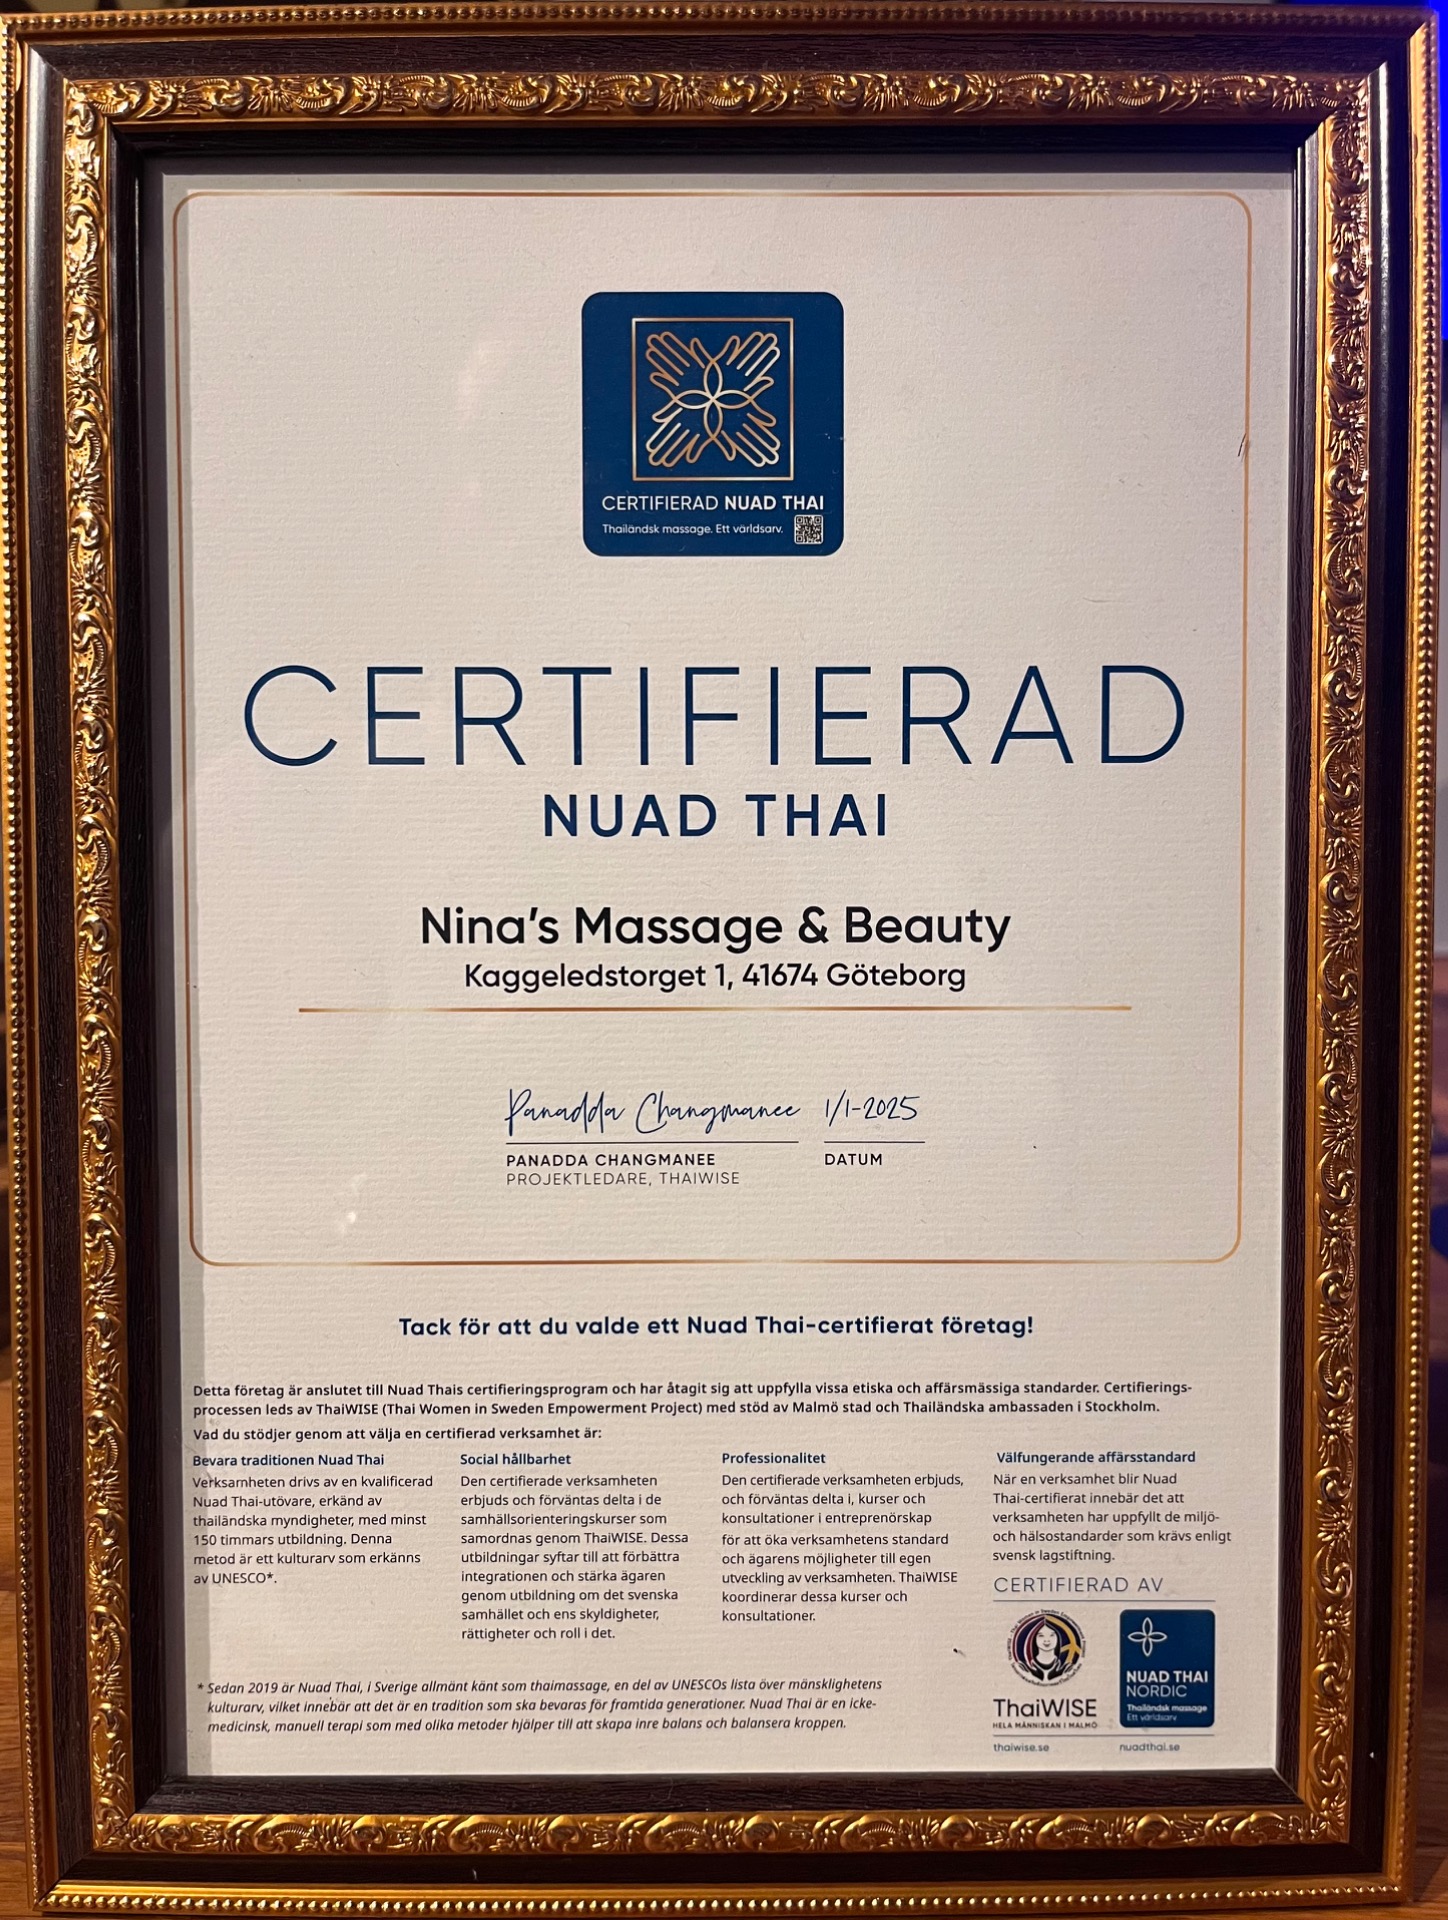 CERTIFIERAD NUAD THAI
Thailändsk massage. Ett världsarv.
CERTIFIERAD
NUAD THAI
Nina's Massage & Beauty
Kaggeledstorget 1, 41674 Göteborg
Panadda Changmanee 1/1-2025
PANADDA CHANGMANEE DATUM
PROJEKTLEDARE, THAIWISE
Tack för att du valde ett Nuad Thai-certifierat företag!
Detta företag är anslutet till Nuad Thais certifieringsprogram och har åtagit sig att uppfylla vissa etiska och affärsmässiga standarder. Certifierings-
processen leds av ThaiWISE (Thai Women in Sweden Empowerment Project) med stöd av Malmö stad och Thailändska ambassaden i Stockholm.
Vad du stödjer genom att välja en certifierad verksamhet är:
Bevara traditionen Nuad Thai
Verksamheten drivs av en kvalificerad
Nuad Thai-utövare, erkänd av
thailändska myndigheter, med minst
150 timmars utbildning. Denna
metod är ett kulturarv som erkänns
av UNESCO*.
Social hållbarhet
Den certifierade verksamheten
erbjuds och förväntas delta i de
samhällsorienteringskurser som
samordnas genom ThaiWISE. Dessa
utbildningar syftar till att förbättra
integrationen och stärka ägaren
genom utbildning om det svenska
samhället och ens skyldigheter,
rättigheter och roll i det.
Professionalitet
Den certifierade verksamheten erbjuds,
och förväntas delta i, kurser och
konsultationer i entreprenörskap
för att öka verksamhetens standard
och ägarens möjligheter till egen
utveckling av verksamheten. ThaiWISE
koordinerar dessa kurser och
konsultationer.
Välfungerande affärsstandard
När en verksamhet blir Nuad
Thai-certifierat innebär det att
verksamheten har uppfyllt de miljö-
och hälsostandarder som krävs enligt
svensk lagstiftning.
CERTIFIERAD AV
ThaiWISE
HELA MÄNNISKAN I MALMÖ
thaiwise.se
NUAD THAI
NORDIC
Thailändsk massage
Ett världsarv
nuadthai.se
* Sedan 2019 är Nuad Thai, i Sverige allmänt känt som thaimassage, en del av UNESCOs lista över mänsklighetens
kulturarv, vilket innebär att det är en tradition som ska bevaras för framtida generationer. Nuad Thai är en icke-
medicinsk, manuell terapi som med olika metoder hjälper till att skapa inre balans och balansera kroppen.